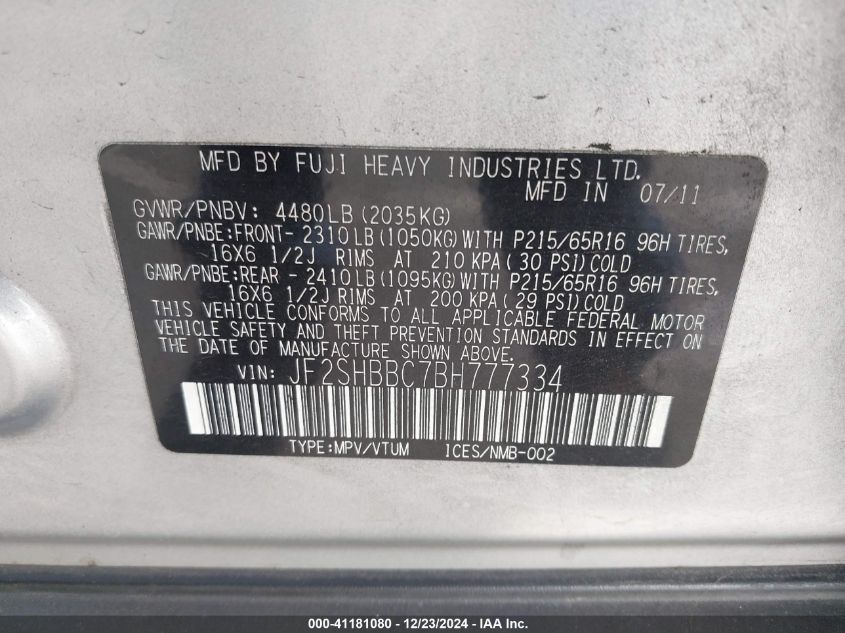 MFD BY FUJI HEAVY INDUSTRIES LTD.
MFD IN 07/11
GVWR/PNBV: 4480LB (2035KG)
GAWR/PNBE:FRONT- 2310LB (1050KG) WITH P215/65R16 96H TIRES,
16X6 1/2J RIMS AT 210 KPA ( 30 PSI) COLD
GAWR/PNBE:REAR - 2410LB (1095KG) WITH P215/65R16 96H TIRES,
16X6 1/2J RIMS AT 200 KPA ( 29 PSI) COLD
THIS VEHICLE CONFORMS TO ALL APPLICABLE FEDERAL MOTOR
VEHICLE SAFETY AND THEFT PREVENTION STANDARDS IN EFFECT ON
THE DATE OF MANUFACTURE SHOWN ABOVE.
VIN: JF2SHBBC7BH777334
TYPE:MPV/VTUM ICES/NMB-002
000-41181080 - 12/23/2024 - IAA Inc.